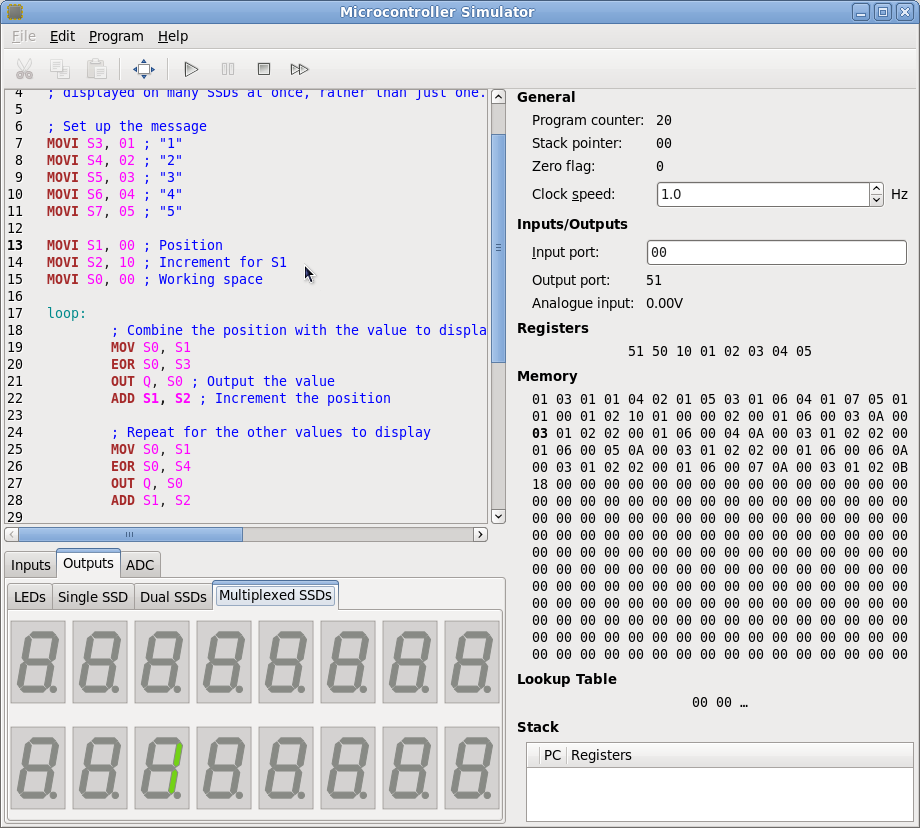 Microcontroller Simulator
File Edit Program Help
4 ; displayed on many SSDs at once, rather than just one.
5
6 ; Set up the message
7 MOVI S3, 01 ; "1"
8 MOVI S4, 02 ; "2"
9 MOVI S5, 03 ; "3"
10 MOVI S6, 04 ; "4"
11 MOVI S7, 05 ; "5"
12
13 MOVI S1, 00 ; Position
14 MOVI S2, 10 ; Increment for S1
15 MOVI S0, 00 ; Working space
16
17 loop:
18 ; Combine the position with the value to displa
19 MOV S0, S1
20 EOR S0, S3
21 OUT Q, S0 ; Output the value
22 ADD S1, S2 ; Increment the position
23
24 ; Repeat for the other values to display
25 MOV S0, S1
26 EOR S0, S4
27 OUT Q, S0
28 ADD S1, S2
29
Inputs Outputs ADC
LEDs Single SSD Dual SSDs Multiplexed SSDs
1
General
Program counter: 20
Stack pointer: 00
Zero flag: 0
Clock speed: 1.0 Hz
Inputs/Outputs
Input port: 00
Output port: 51
Analogue input: 0.00V
Registers
51 50 10 01 02 03 04 05
Memory
01 03 01 01 04 02 01 05 03 01 06 04 01 07 05 01
01 00 01 02 10 01 00 00 02 00 01 06 00 03 0A 00
03 01 02 02 00 01 06 00 04 0A 00 03 01 02 02 00
01 06 00 05 0A 00 03 01 02 02 00 01 06 00 06 0A
00 03 01 02 02 00 01 06 00 07 0A 00 03 01 02 0B
18 00 00 00 00 00 00 00 00 00 00 00 00 00 00 00
00 00 00 00 00 00 00 00 00 00 00 00 00 00 00 00
00 00 00 00 00 00 00 00 00 00 00 00 00 00 00 00
00 00 00 00 00 00 00 00 00 00 00 00 00 00 00 00
00 00 00 00 00 00 00 00 00 00 00 00 00 00 00 00
00 00 00 00 00 00 00 00 00 00 00 00 00 00 00 00
00 00 00 00 00 00 00 00 00 00 00 00 00 00 00 00
00 00 00 00 00 00 00 00 00 00 00 00 00 00 00 00
00 00 00 00 00 00 00 00 00 00 00 00 00 00 00 00
00 00 00 00 00 00 00 00 00 00 00 00 00 00 00 00
00 00 00 00 00 00 00 00 00 00 00 00 00 00 00 00
Lookup Table
00 00 …
Stack
PC Registers